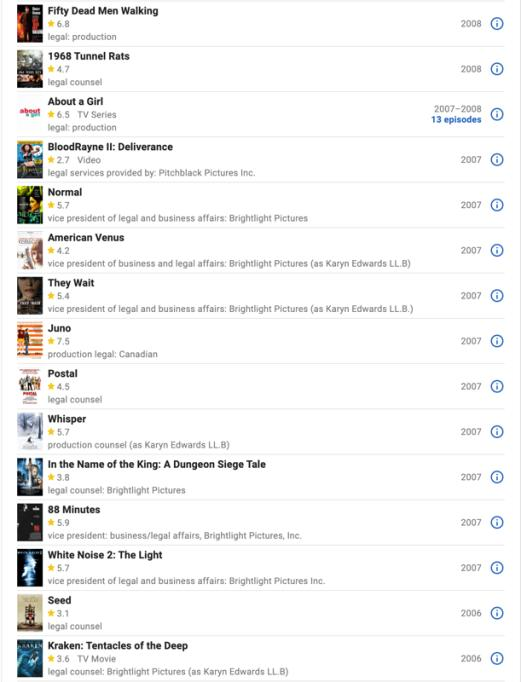 Fifty Dead Men Walking
6.8
2008
legal: production
1968 Tunnel Rats
4.7
2008
legal counsel
About a Girl
6.5 TV Series
2007–2008
13 episodes
legal: production
BloodRayne II: Deliverance
2.7 Video
2007
legal services provided by: Pitchblack Pictures Inc.
Normal
5.7
2007
vice president of legal and business affairs: Brightlight Pictures
American Venus
4.2
2007
vice president of business and legal affairs: Brightlight Pictures (as Karyn Edwards LL.B)
They Wait
5.4
2007
vice president of legal and business affairs: Brightlight Pictures (as Karyn Edwards LL.B.)
Juno
7.5
2007
production legal: Canadian
Postal
4.5
2007
legal counsel
Whisper
5.7
2007
production counsel (as Karyn Edwards LL.B)
In the Name of the King: A Dungeon Siege Tale
3.8
2007
legal counsel: Brightlight Pictures
88 Minutes
5.9
2007
vice president: business/legal affairs, Brightlight Pictures, Inc.
White Noise 2: The Light
5.7
2007
vice president of legal and business affairs: Brightlight Pictures Inc.
Seed
3.1
2006
legal counsel
Kraken: Tentacles of the Deep
3.6 TV Movie
2006
legal counsel: Brightlight Pictures (as Karyn Edwards LL.B)